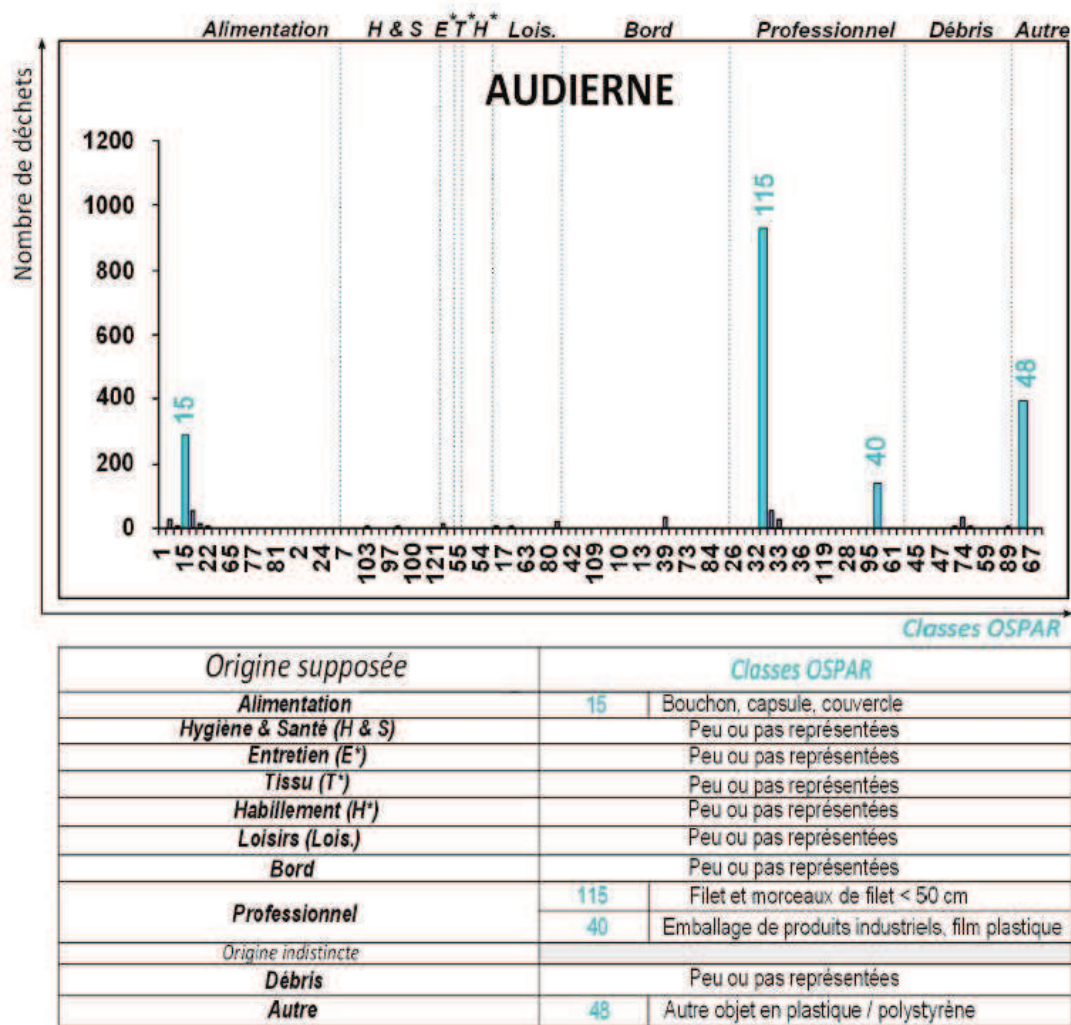 Alimentation H & S E* T* H* Lois. Bord Professionnel Débris Autre
Nombre de déchets
AUDIERNE
1200
1000
800
600
400
200
0
15
115
40
48
1 15 22 65 77 81 2 24 7 103 97 100 121 55 54 17 63 80 42 109 10 13 39 73 84 26 32 33 36 119 28 95 61 45 47 74 59 89 67
Classes OSPAR
Origine supposée Classes OSPAR
Alimentation 15 Bouchon, capsule, couvercle
Hygiène & Santé (H & S) Peu ou pas représentées
Entretien (E*) Peu ou pas représentées
Tissu (T*) Peu ou pas représentées
Habillement (H*) Peu ou pas représentées
Loisirs (Lois.) Peu ou pas représentées
Bord Peu ou pas représentées
Professionnel 115 Filet et morceaux de filet < 50 cm
40 Emballage de produits industriels, film plastique
Origine indistincte
Débris Peu ou pas représentées
Autre 48 Autre objet en plastique / polystyrène